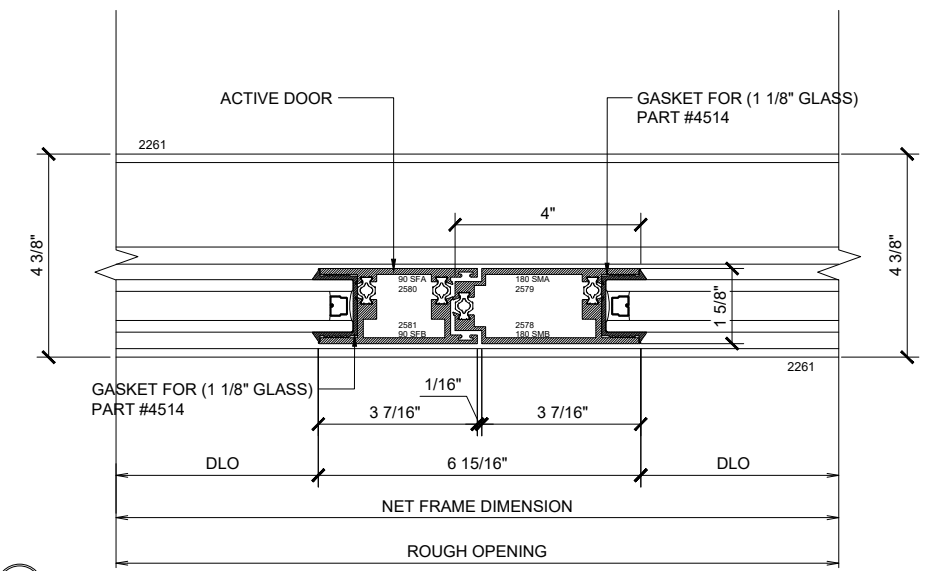 ACTIVE DOOR
GASKET FOR (1 1/8" GLASS)
PART #4514
2261
4"
4 3/8"
4 3/8"
90 SFA
2580
180 SMA
2579
1 5/8"
2581
90 SFB
2578
180 SMB
2261
GASKET FOR (1 1/8" GLASS)
PART #4514
1/16"
3 7/16"
3 7/16"
DLO
6 15/16"
DLO
NET FRAME DIMENSION
ROUGH OPENING